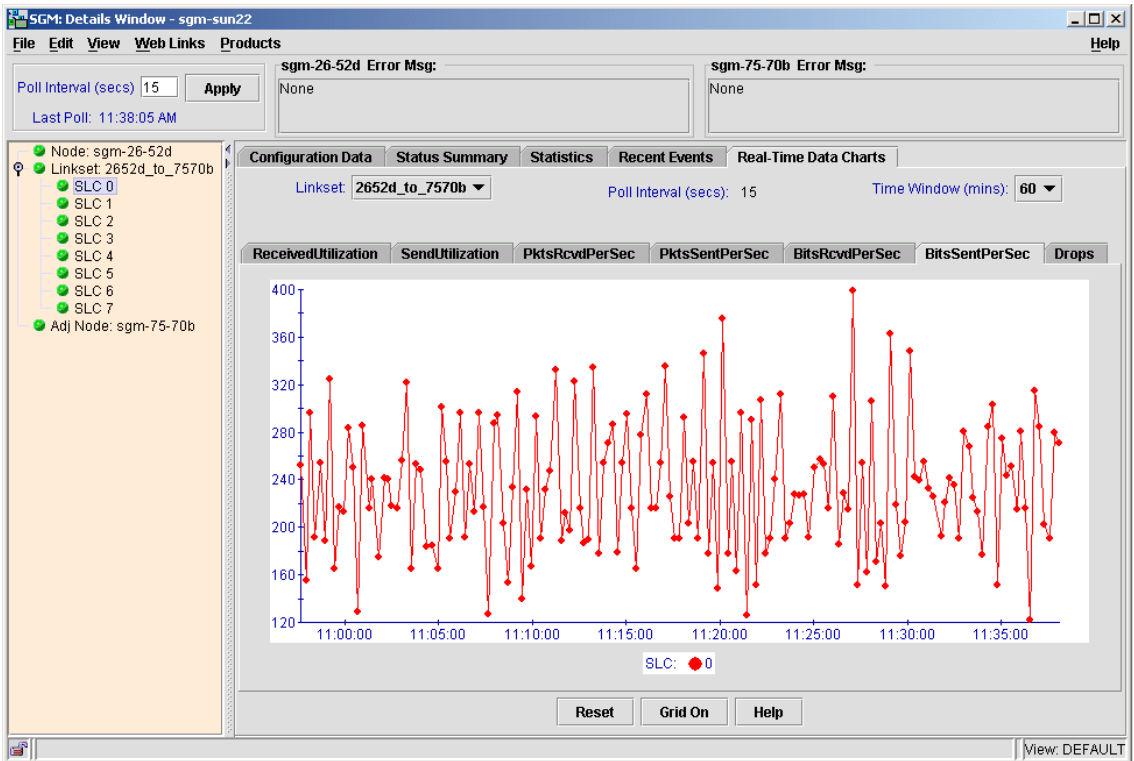 SGM: Details Window - sgm-sun22
File Edit View Web Links Products Help
Poll Interval (secs) 15 Apply
Last Poll: 11:38:05 AM
sgm-26-52d Error Msg:
None
sgm-75-70b Error Msg:
None
Node: sgm-26-52d
Linkset: 2652d_to_7570b
SLC 0
SLC 1
SLC 2
SLC 3
SLC 4
SLC 5
SLC 6
SLC 7
Adj Node: sgm-75-70b
Configuration Data Status Summary Statistics Recent Events Real-Time Data Charts
Linkset: 2652d_to_7570b Poll Interval (secs): 15 Time Window (mins): 60
ReceivedUtilization SendUtilization PktsRcvdPerSec PktsSentPerSec BitsRcvdPerSec BitsSentPerSec Drops
400
360
320
280
240
200
160
120
11:00:00 11:05:00 11:10:00 11:15:00 11:20:00 11:25:00 11:30:00 11:35:00
SLC: 0
Reset Grid On Help
View: DEFAULT